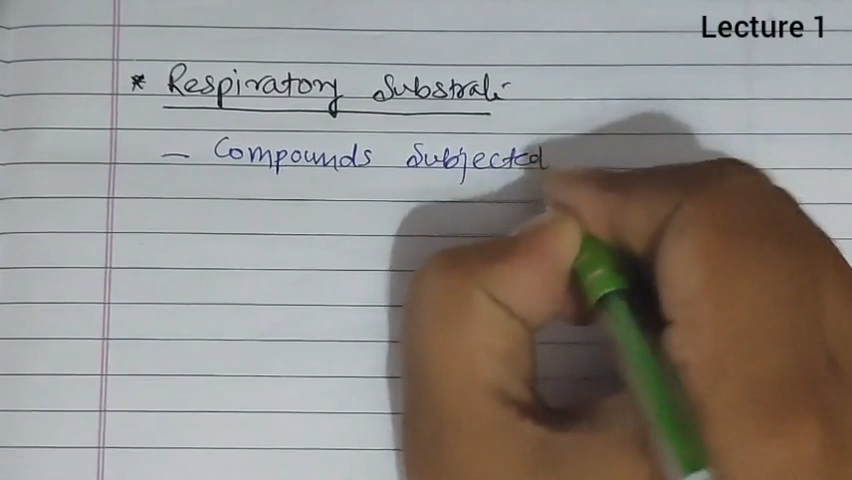 Lecture 1
* Respiratory Substrate
- Compounds Subjected